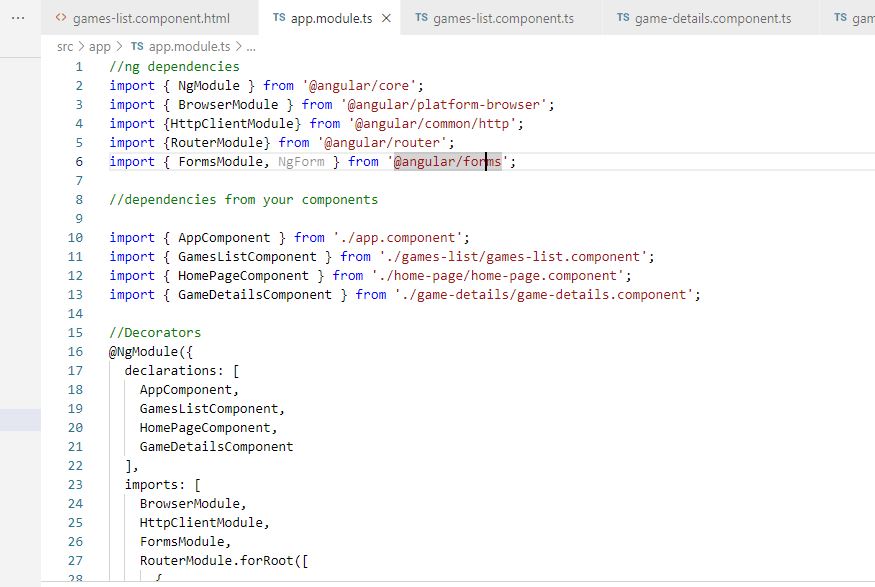 ··· <> games-list.component.html TS app.module.ts × TS games-list.component.ts TS game-details.component.ts TS gam
src > app > TS app.module.ts > ...
1 //ng dependencies
2 import { NgModule } from '@angular/core';
3 import { BrowserModule } from '@angular/platform-browser';
4 import {HttpClientModule} from '@angular/common/http';
5 import {RouterModule} from '@angular/router';
6 import { FormsModule, NgForm } from '@angular/forms';
7
8 //dependencies from your components
9
10 import { AppComponent } from './app.component';
11 import { GamesListComponent } from './games-list/games-list.component';
12 import { HomePageComponent } from './home-page/home-page.component';
13 import { GameDetailsComponent } from './game-details/game-details.component';
14
15 //Decorators
16 @NgModule({
17 declarations: [
18 AppComponent,
19 GamesListComponent,
20 HomePageComponent,
21 GameDetailsComponent
22 ],
23 imports: [
24 BrowserModule,
25 HttpClientModule,
26 FormsModule,
27 RouterModule.forRoot([
28 {